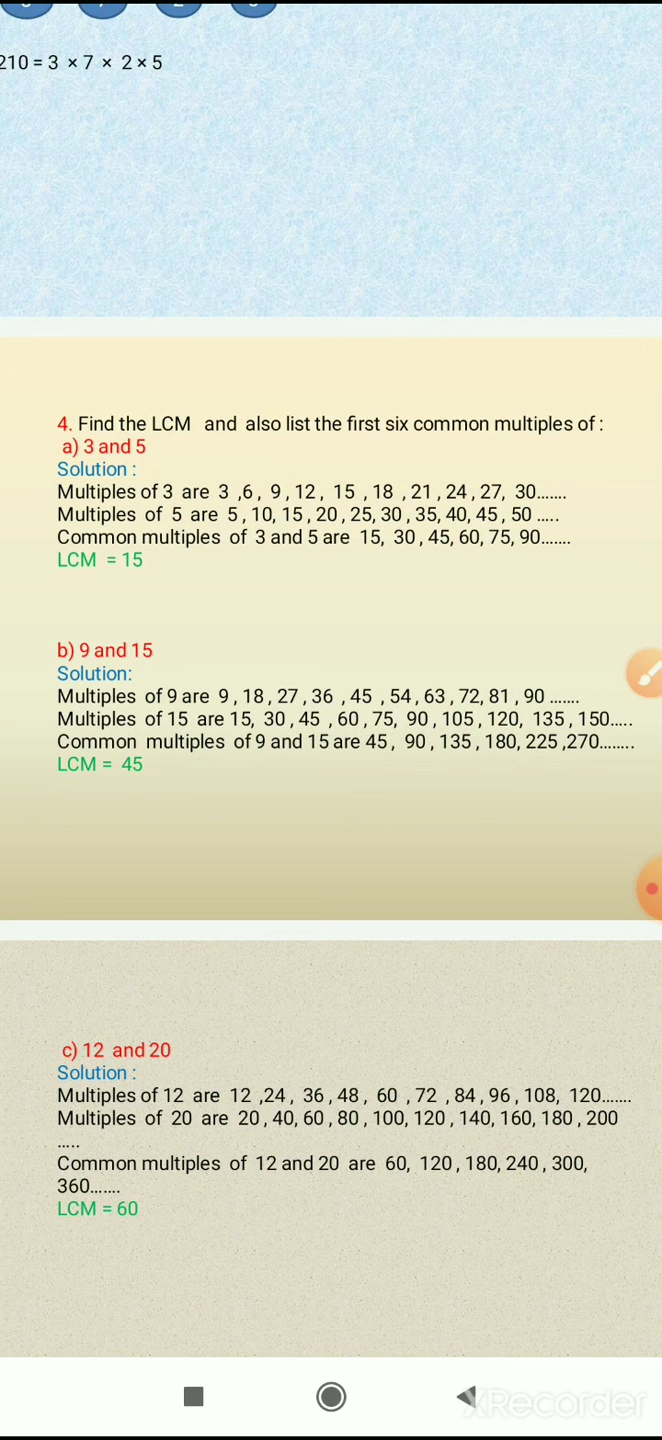 210 = 3 × 7 × 2 × 5
4. Find the LCM and also list the first six common multiples of :
a) 3 and 5
Solution :
Multiples of 3 are 3 ,6 , 9 , 12 , 15 , 18 , 21 , 24 , 27, 30.......
Multiples of 5 are 5 , 10, 15 , 20 , 25, 30 , 35, 40, 45 , 50 .....
Common multiples of 3 and 5 are 15, 30 , 45, 60, 75, 90.......
LCM = 15
b) 9 and 15
Solution:
Multiples of 9 are 9 , 18 , 27 , 36 , 45 , 54 , 63 , 72, 81 , 90 .......
Multiples of 15 are 15, 30 , 45 , 60 , 75, 90 , 105 , 120, 135 , 150.....
Common multiples of 9 and 15 are 45 , 90 , 135 , 180, 225 ,270........
LCM = 45
c) 12 and 20
Solution :
Multiples of 12 are 12 ,24 , 36 , 48 , 60 , 72 , 84 , 96 , 108, 120.......
Multiples of 20 are 20 , 40, 60 , 80 , 100, 120 , 140, 160, 180 , 200
.....
Common multiples of 12 and 20 are 60, 120 , 180, 240 , 300,
360.......
LCM = 60
XRecorder